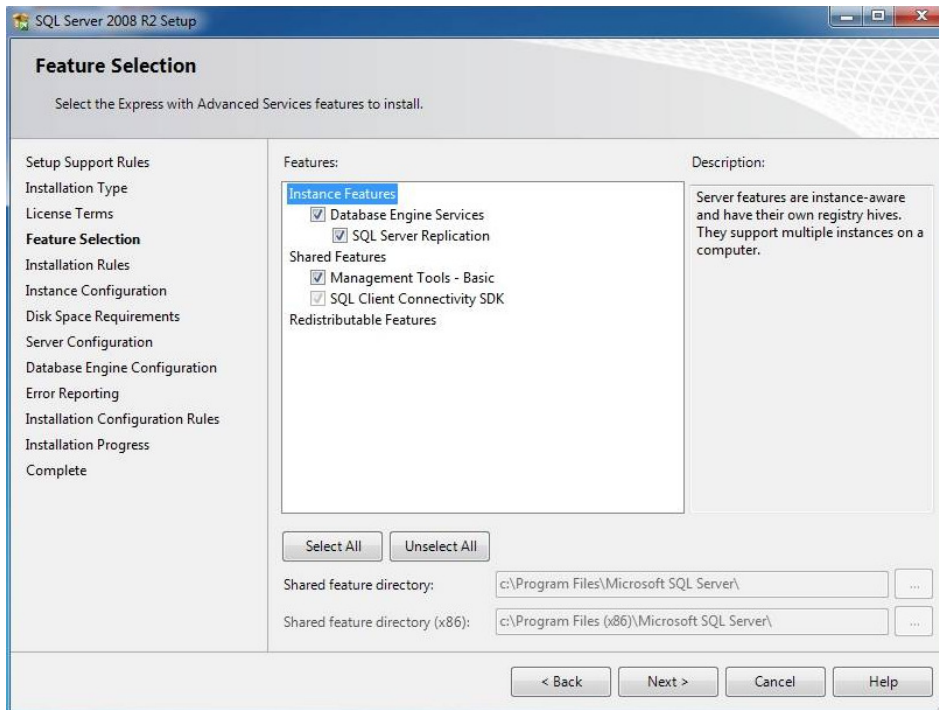 SQL Server 2008 R2 Setup
Feature Selection
Select the Express with Advanced Services features to install.
Setup Support Rules
Installation Type
License Terms
Feature Selection
Installation Rules
Instance Configuration
Disk Space Requirements
Server Configuration
Database Engine Configuration
Error Reporting
Installation Configuration Rules
Installation Progress
Complete
Features:
Instance Features
Database Engine Services
SQL Server Replication
Shared Features
Management Tools - Basic
SQL Client Connectivity SDK
Redistributable Features
Description:
Server features are instance-aware
and have their own registry hives.
They support multiple instances on a
computer.
Select All
Unselect All
Shared feature directory:
c:\Program Files\Microsoft SQL Server\
...
Shared feature directory (x86):
c:\Program Files (x86)\Microsoft SQL Server\
...
< Back
Next >
Cancel
Help